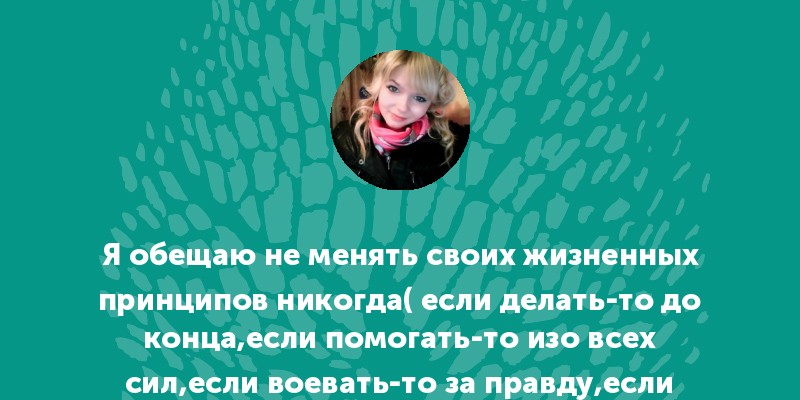 Я обещаю не менять своих жизненных
принципов никогда( если делать-то до
конца,если помогать-то изо всех
сил,если воевать-то за правду,если